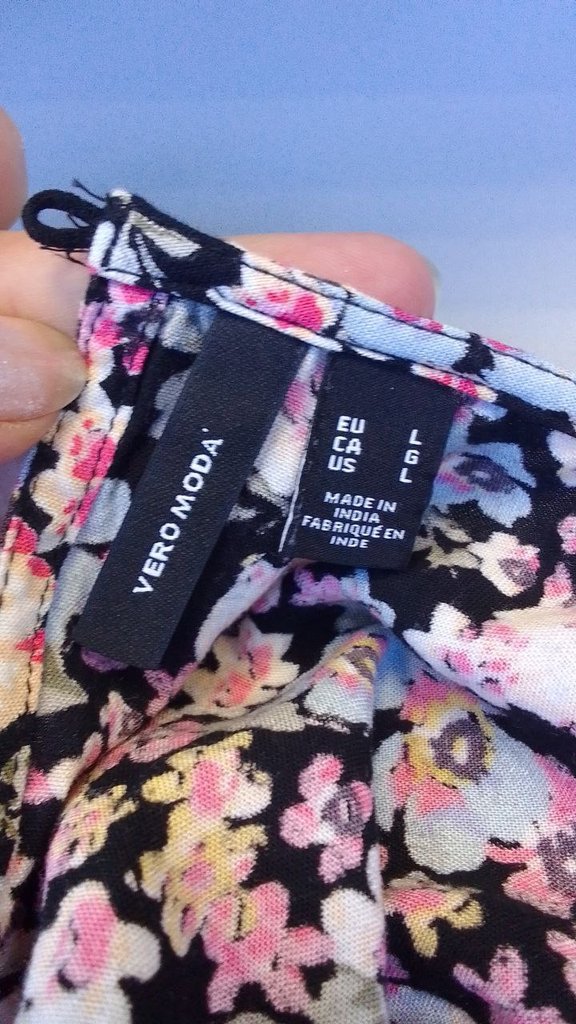 VERO MODA'
EU L
CA G
US L
MADE IN
INDIA
FABRIQUÉ EN
INDE